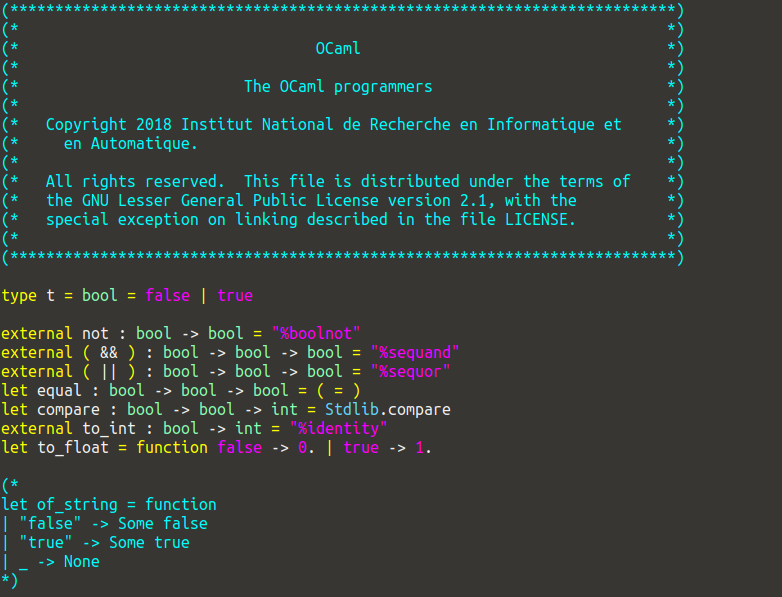 (**************************************************************************)
(*                                                                        *)
(*                                 OCaml                                  *)
(*                                                                        *)
(*                         The OCaml programmers                          *)
(*                                                                        *)
(*   Copyright 2018 Institut National de Recherche en Informatique et     *)
(*     en Automatique.                                                    *)
(*                                                                        *)
(*   All rights reserved.  This file is distributed under the terms of    *)
(*   the GNU Lesser General Public License version 2.1, with the          *)
(*   special exception on linking described in the file LICENSE.          *)
(*                                                                        *)
(**************************************************************************)

type t = bool = false | true

external not : bool -> bool = "%boolnot"
external ( && ) : bool -> bool -> bool = "%sequand"
external ( || ) : bool -> bool -> bool = "%sequor"
let equal : bool -> bool -> bool = ( = )
let compare : bool -> bool -> int = Stdlib.compare
external to_int : bool -> int = "%identity"
let to_float = function false -> 0. | true -> 1.

(*
let of_string = function
| "false" -> Some false
| "true" -> Some true
| _ -> None
*)